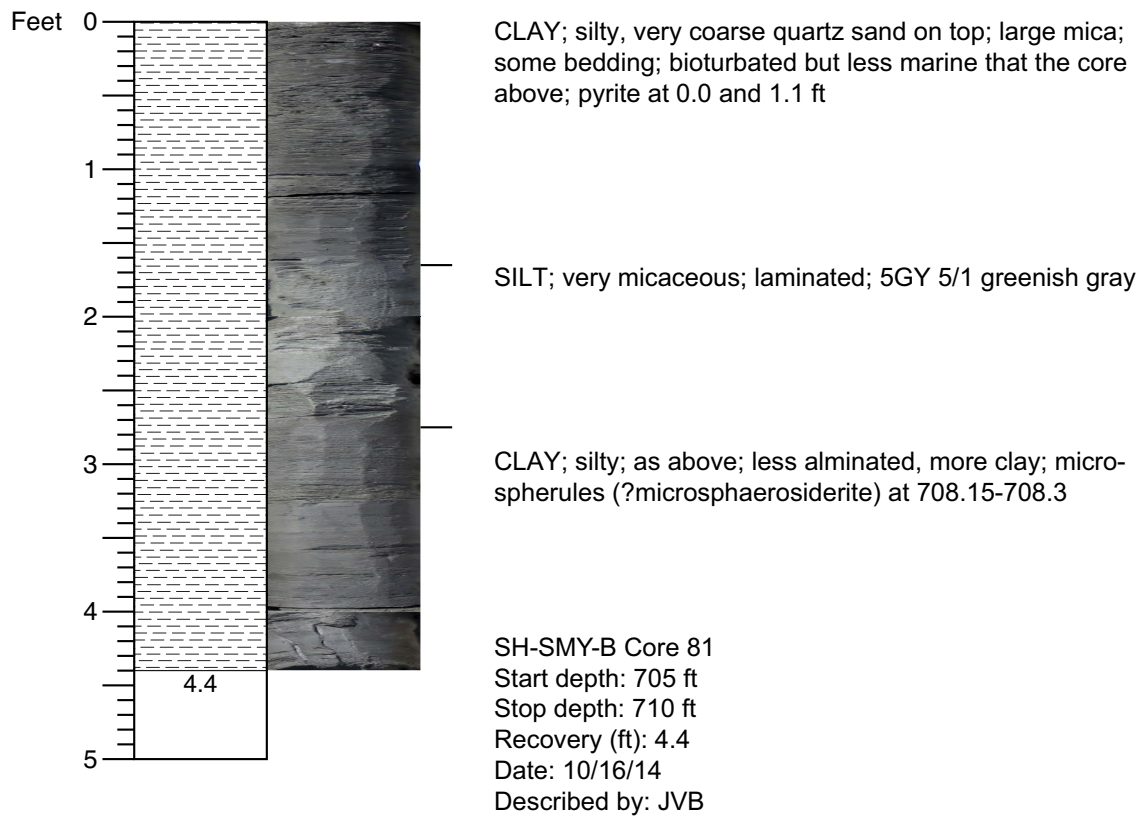 Feet 0
CLAY; silty, very coarse quartz sand on top; large mica;
some bedding; bioturbated but less marine that the core
above; pyrite at 0.0 and 1.1 ft
1
SILT; very micaceous; laminated; 5GY 5/1 greenish gray
2
3
CLAY; silty; as above; less alminated, more clay; micro-
spherules (?microsphaerosiderite) at 708.15-708.3
4
4.4
5
SH-SMY-B Core 81
Start depth: 705 ft
Stop depth: 710 ft
Recovery (ft): 4.4
Date: 10/16/14
Described by: JVB